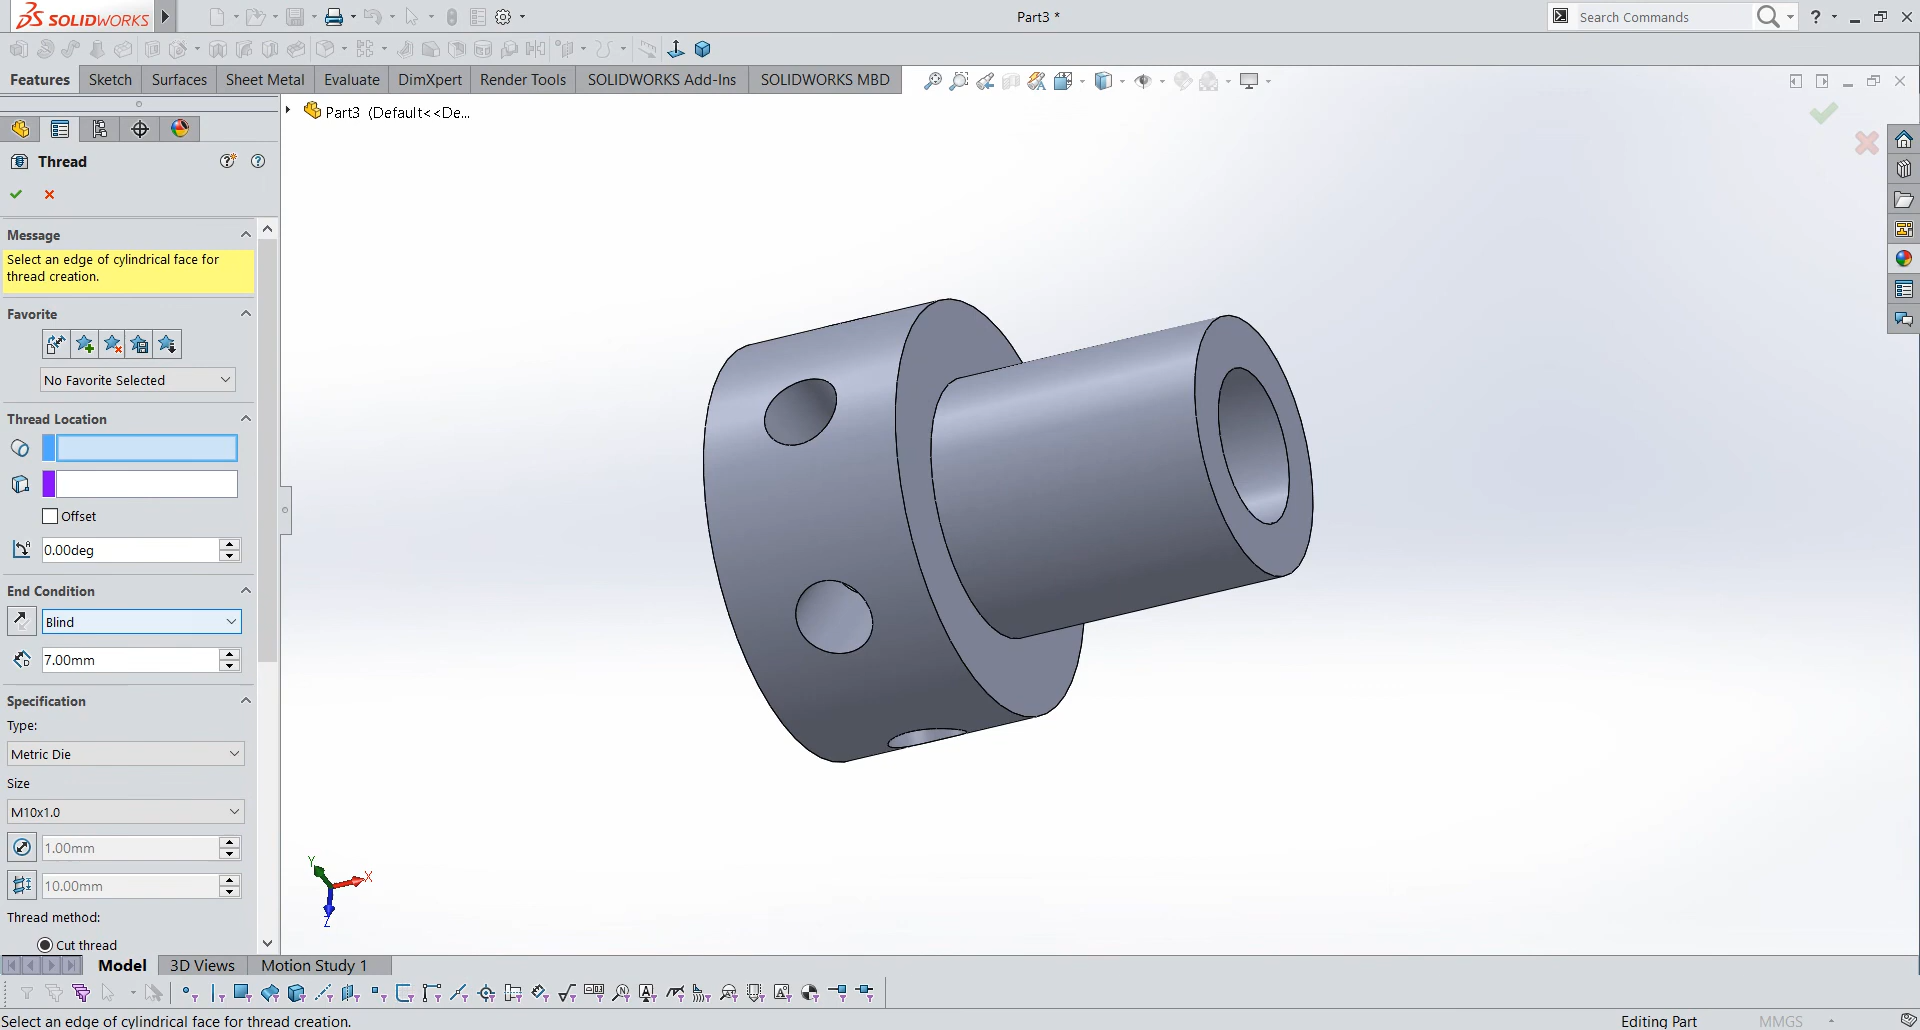 SOLIDWORKS
Part3 *
Search Commands
?
Features
Sketch
Surfaces
Sheet Metal
Evaluate
DimXpert
Render Tools
SOLIDWORKS Add-Ins
SOLIDWORKS MBD
Part3 (Default<<De...
Thread
Message
Select an edge of cylindrical face for
thread creation.
Favorite
No Favorite Selected
Thread Location
Offset
0.00deg
End Condition
Blind
7.00mm
Specification
Type:
Metric Die
Size
M10x1.0
1.00mm
10.00mm
Thread method:
Cut thread
Y
X
Z
Model
3D Views
Motion Study 1
Select an edge of cylindrical face for thread creation.
Editing Part
MMGS